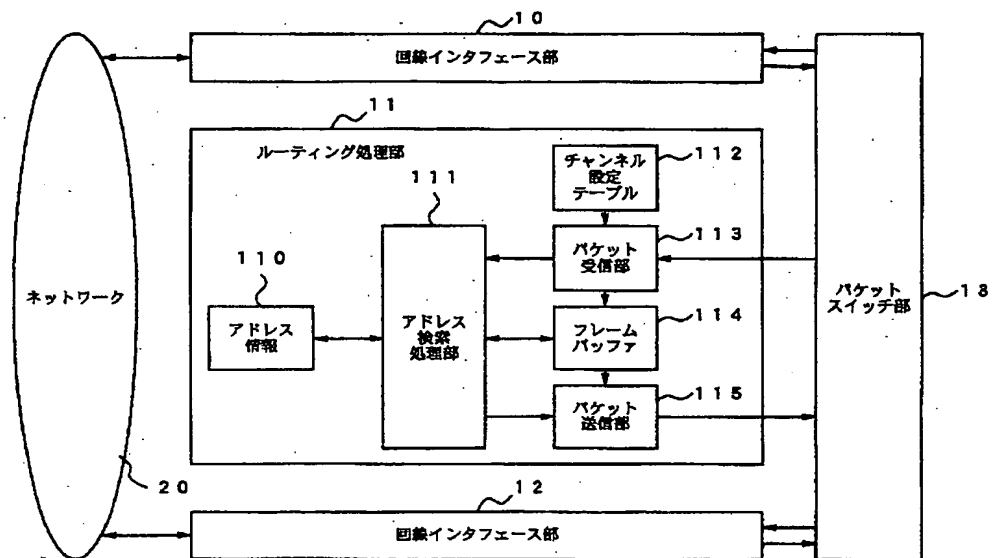 10
回線インタフェース部
11
ルーティング処理部
チャンネル
設定
テーブル
112
111
パケット
受信部
113
110
ネットワーク
アドレス
情報
アドレス
検索
処理部
フレーム
バッファ
114
パケット
スイッチ部
13
パケット
送信部
115
20
12
回線インタフェース部